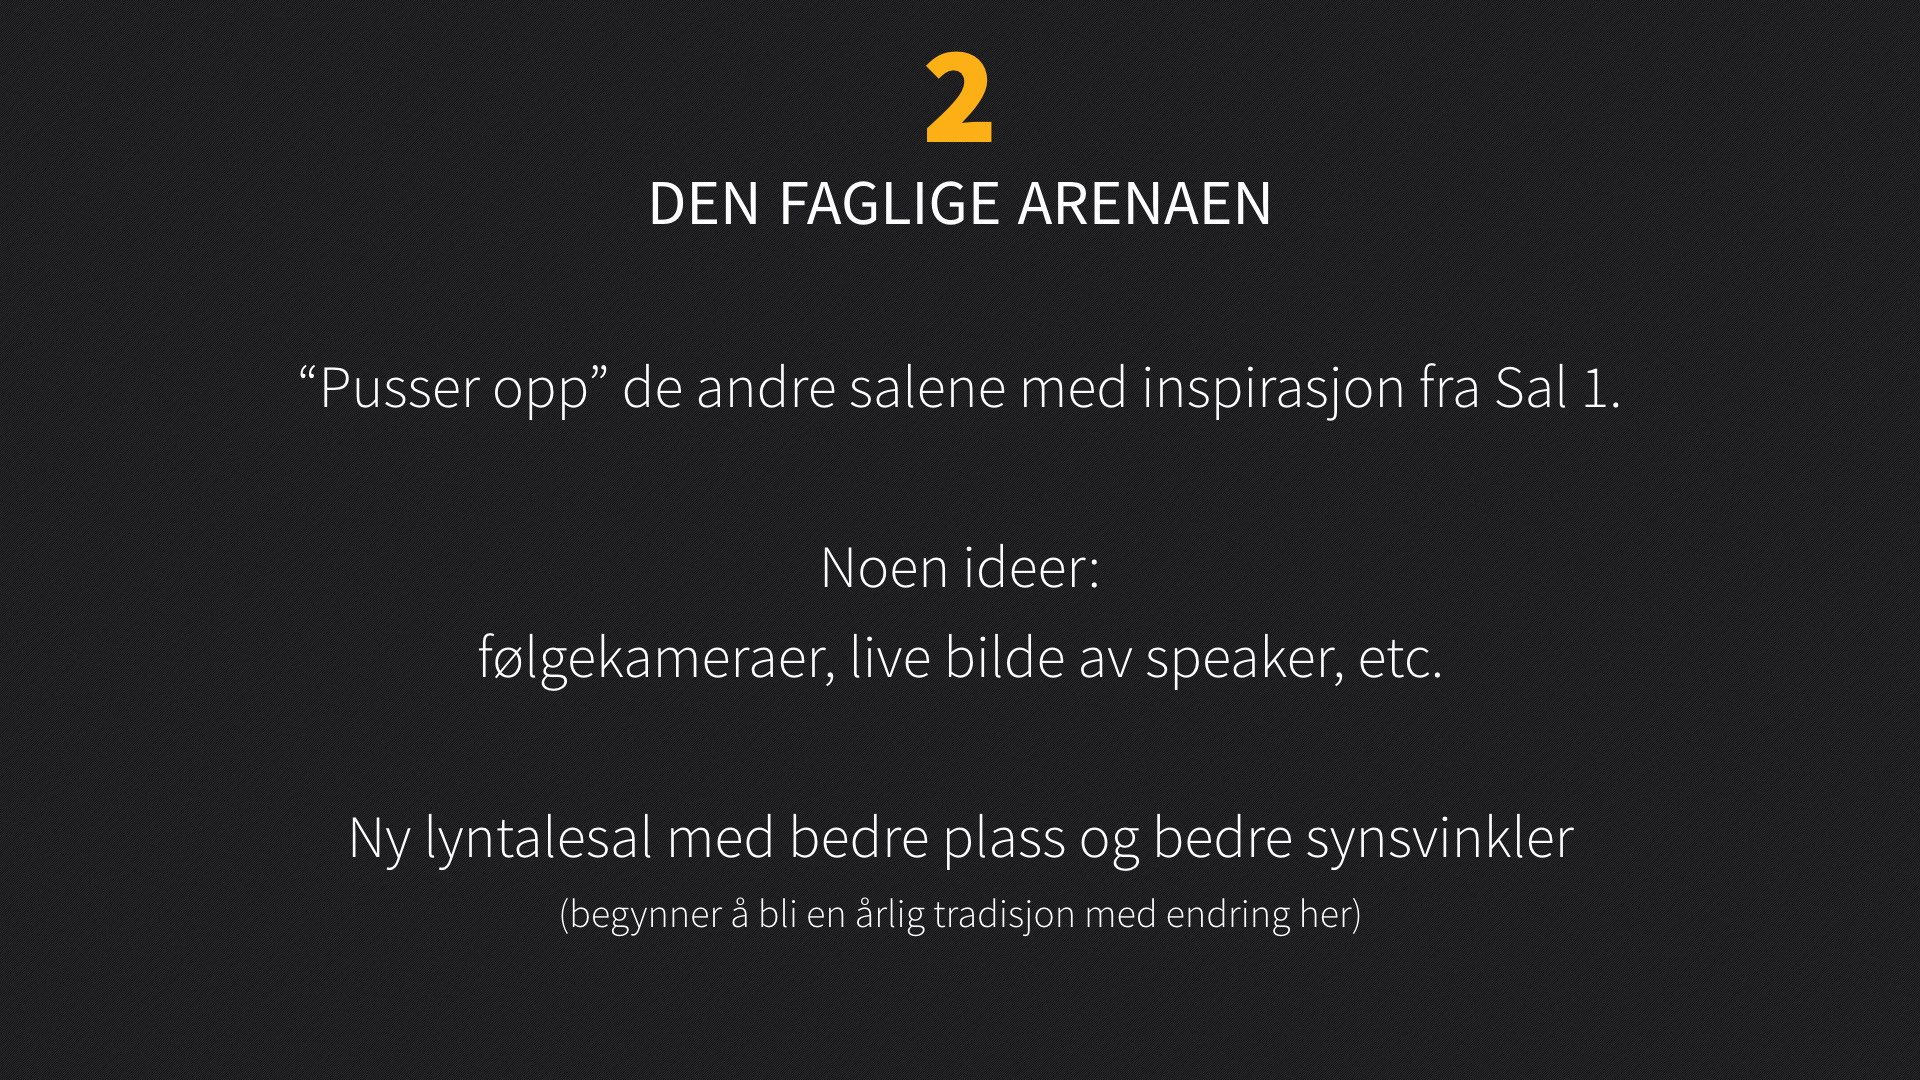 2
DEN FAGLIGE ARENAEN
“Pusser opp” de andre salene med inspirasjon fra Sal 1.
Noen ideer:
følgekameraer, live bilde av speaker, etc.
Ny lyntalesal med bedre plass og bedre synsvinkler
(begynner å bli en årlig tradisjon med endring her)